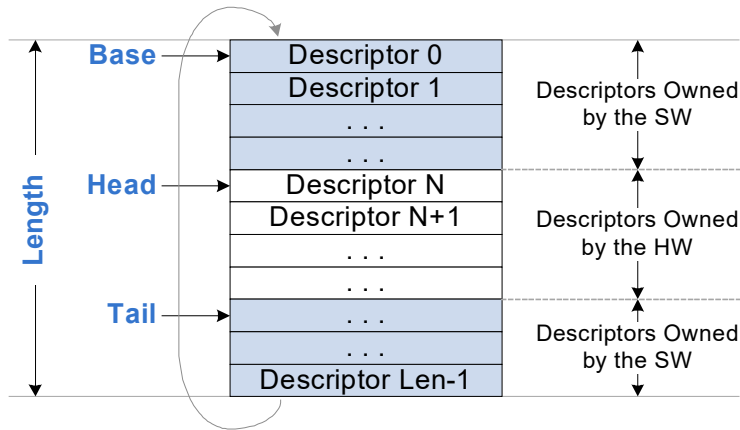 Base
Descriptor 0
Descriptor 1
. . .
. . .
Descriptors Owned
by the SW
Length
Head
Descriptor N
Descriptor N+1
. . .
. . .
Descriptors Owned
by the HW
Tail
. . .
. . .
Descriptor Len-1
Descriptors Owned
by the SW